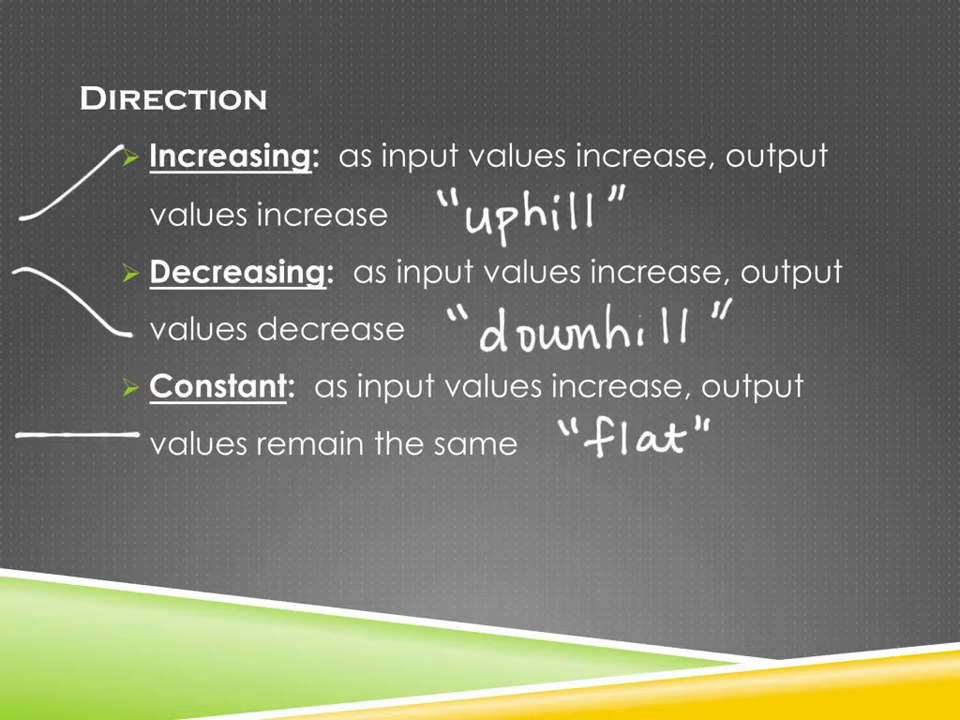 DIRECTION
Increasing: as input values increase, output
values increase "uphill"
Decreasing: as input values increase, output
values decrease "downhill"
Constant: as input values increase, output
values remain the same "flat"